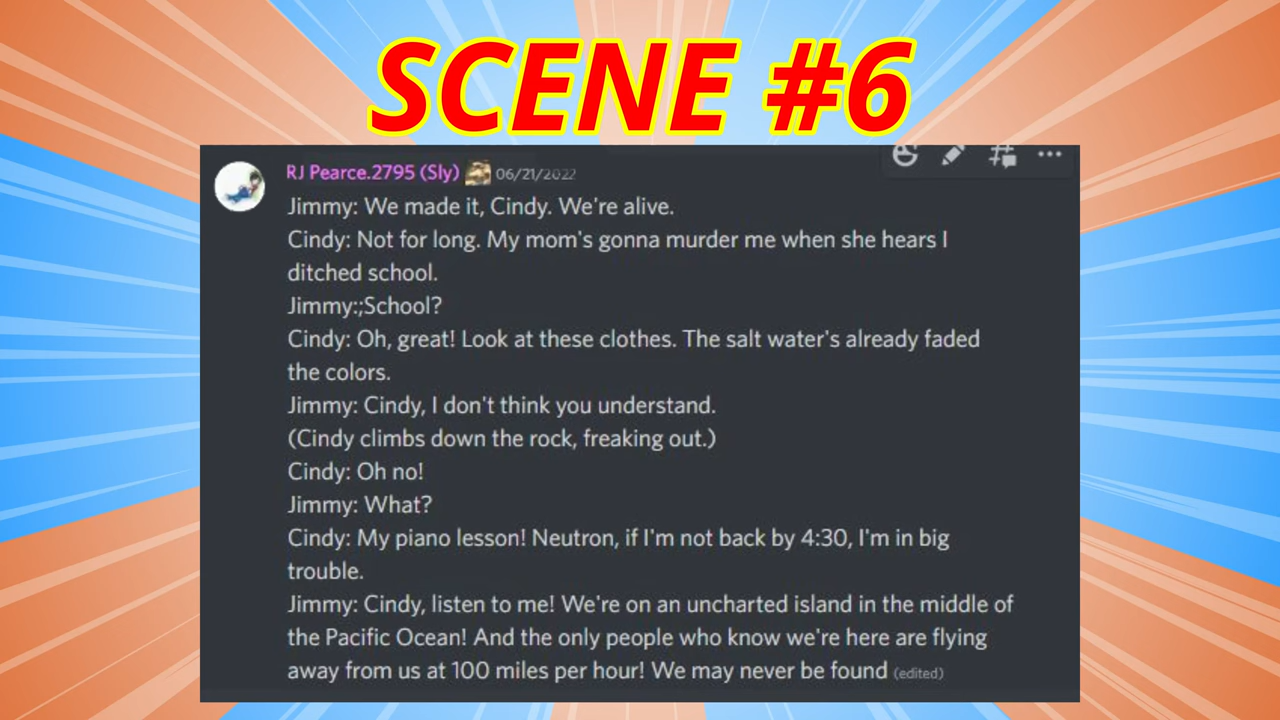 SCENE #6
RJ Pearce.2795 (Sly) 06/21/2022
Jimmy: We made it, Cindy. We're alive.
Cindy: Not for long. My mom's gonna murder me when she hears I
ditched school.
Jimmy:;School?
Cindy: Oh, great! Look at these clothes. The salt water's already faded
the colors.
Jimmy: Cindy, I don't think you understand.
(Cindy climbs down the rock, freaking out.)
Cindy: Oh no!
Jimmy: What?
Cindy: My piano lesson! Neutron, if I'm not back by 4:30, I'm in big
trouble.
Jimmy: Cindy, listen to me! We're on an uncharted island in the middle of
the Pacific Ocean! And the only people who know we're here are flying
away from us at 100 miles per hour! We may never be found (edited)